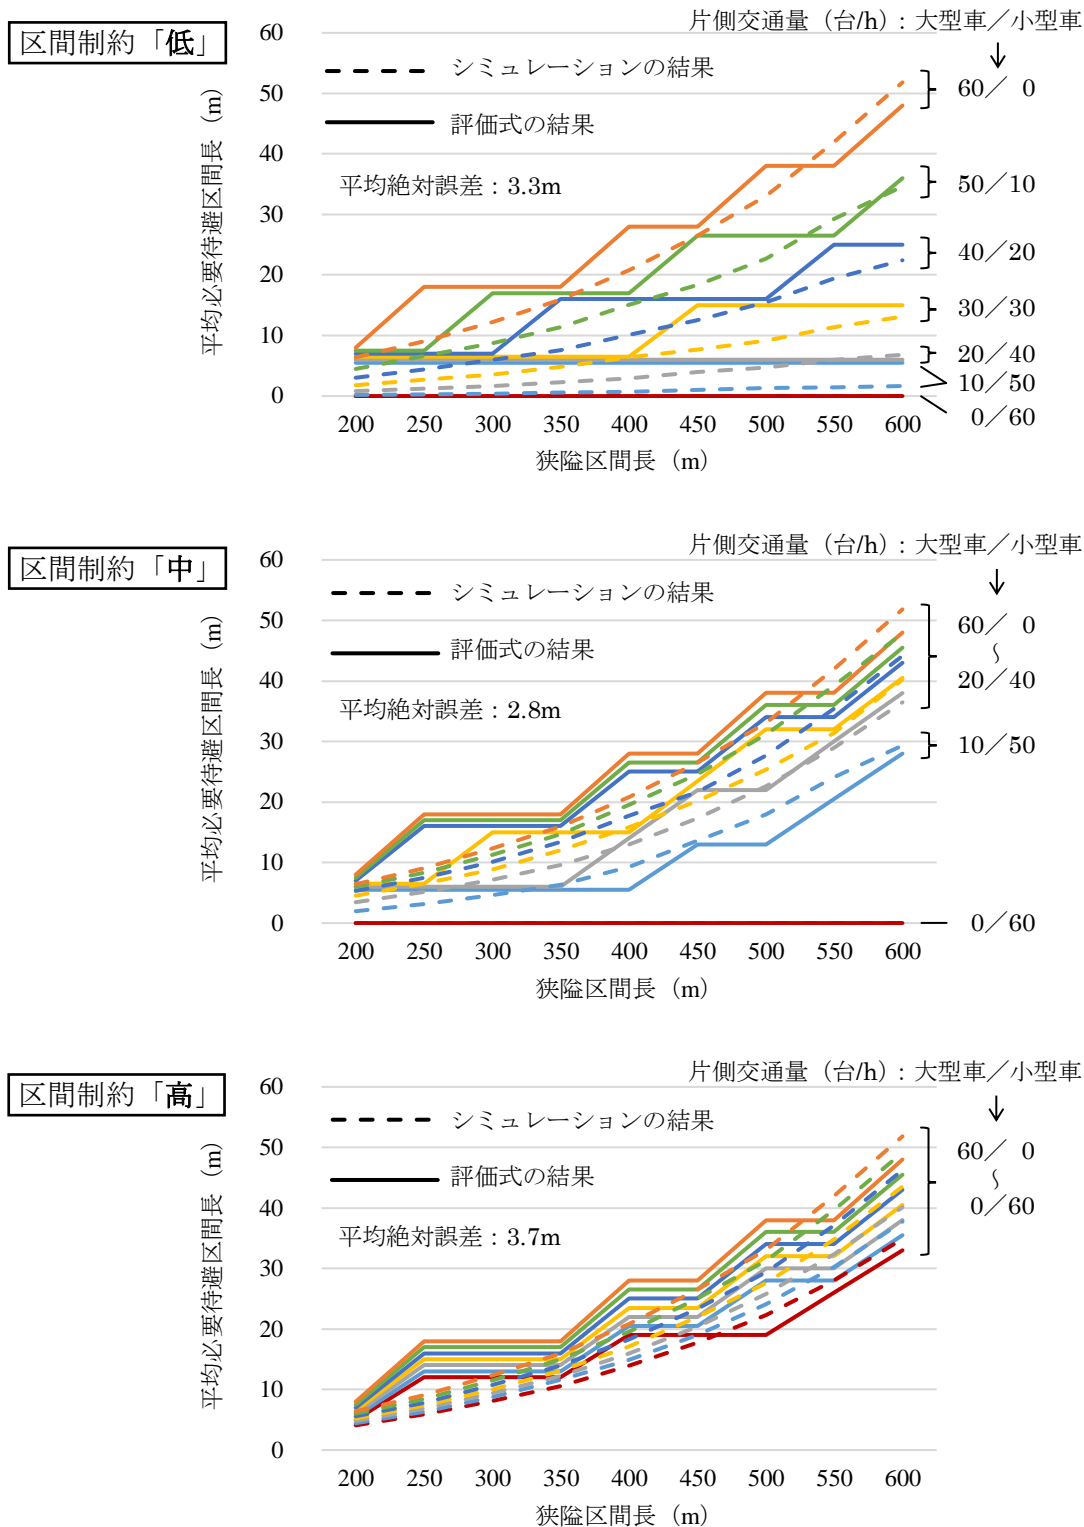 区間制約「低」
片側交通量（台/h）: 大型車／小型車
シミュレーションの結果
評価式の結果
平均絶対誤差 : 3.3m
平均必要待避区間長（m）
60
50
40
30
20
10
0
200 250 300 350 400 450 500 550 600
狭隘区間長（m）
60／ 0
50／10
40／20
30／30
20／40
10／50
0／60
区間制約「中」
片側交通量（台/h）: 大型車／小型車
シミュレーションの結果
評価式の結果
平均絶対誤差 : 2.8m
平均必要待避区間長（m）
60
50
40
30
20
10
0
200 250 300 350 400 450 500 550 600
狭隘区間長（m）
60／ 0
～
20／40
10／50
0／60
区間制約「高」
片側交通量（台/h）: 大型車／小型車
シミュレーションの結果
評価式の結果
平均絶対誤差 : 3.7m
平均必要待避区間長（m）
60
50
40
30
20
10
0
200 250 300 350 400 450 500 550 600
狭隘区間長（m）
60／ 0
～
0／60